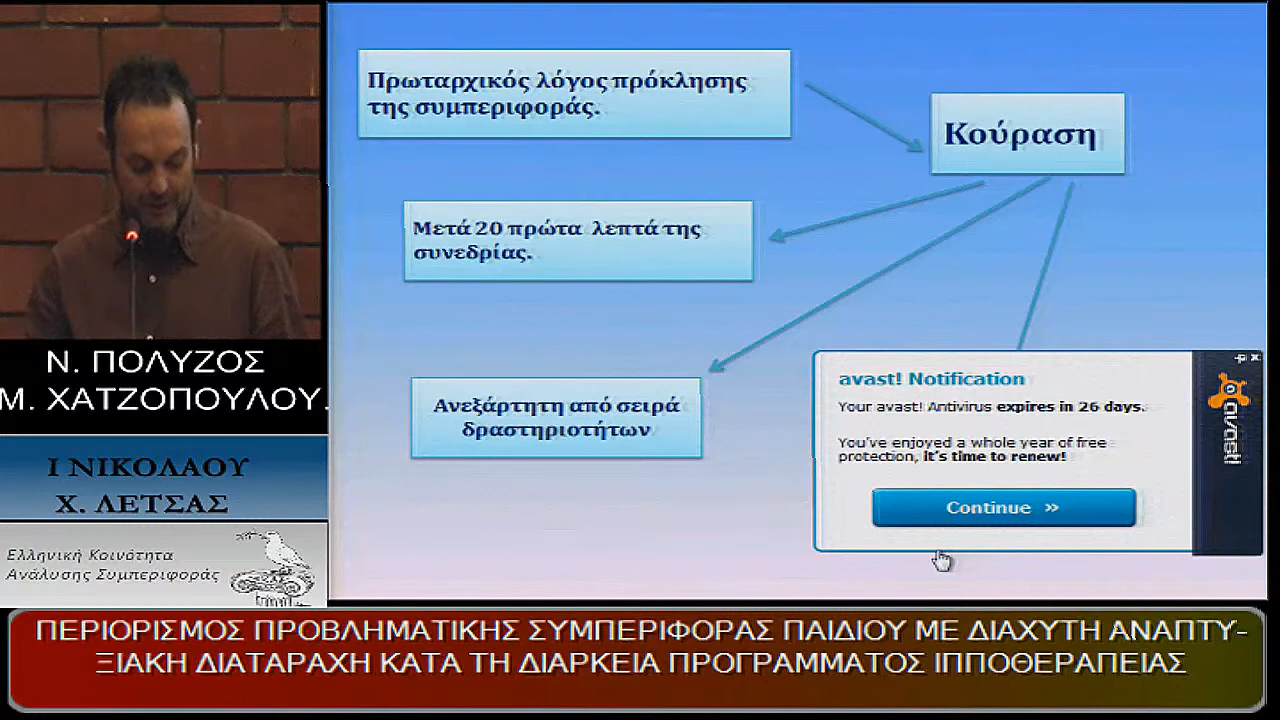 Πρωταρχικός λόγος πρόκλησης
της συμπεριφοράς.
Κούραση
Μετά 20 πρώτα λεπτά της
συνεδρίας.
Ανεξάρτητη από σειρά
δραστηριοτήτων
avast! Notification
Your avast! Antivirus expires in 26 days.
You've enjoyed a whole year of free
protection, it's time to renew!
Continue »
avast!
Ν. ΠΟΛΥΖΟΣ
Μ. ΧΑΤΖΟΠΟΥΛΟΥ.
Ι ΝΙΚΟΛΑΟΥ
Χ. ΛΕΤΣΑΣ
Ελληνική Κοινότητα
Ανάλυσης Συμπεριφοράς
ΠΕΡΙΟΡΙΣΜΟΣ ΠΡΟΒΛΗΜΑΤΙΚΗΣ ΣΥΜΠΕΡΙΦΟΡΑΣ ΠΑΙΔΙΟΥ ΜΕ ΔΙΑΧΥΤΗ ΑΝΑΠΤΥ-
ΞΙΑΚΗ ΔΙΑΤΑΡΑΧΗ ΚΑΤΑ ΤΗ ΔΙΑΡΚΕΙΑ ΠΡΟΓΡΑΜΜΑΤΟΣ ΙΠΠΟΘΕΡΑΠΕΙΑΣ